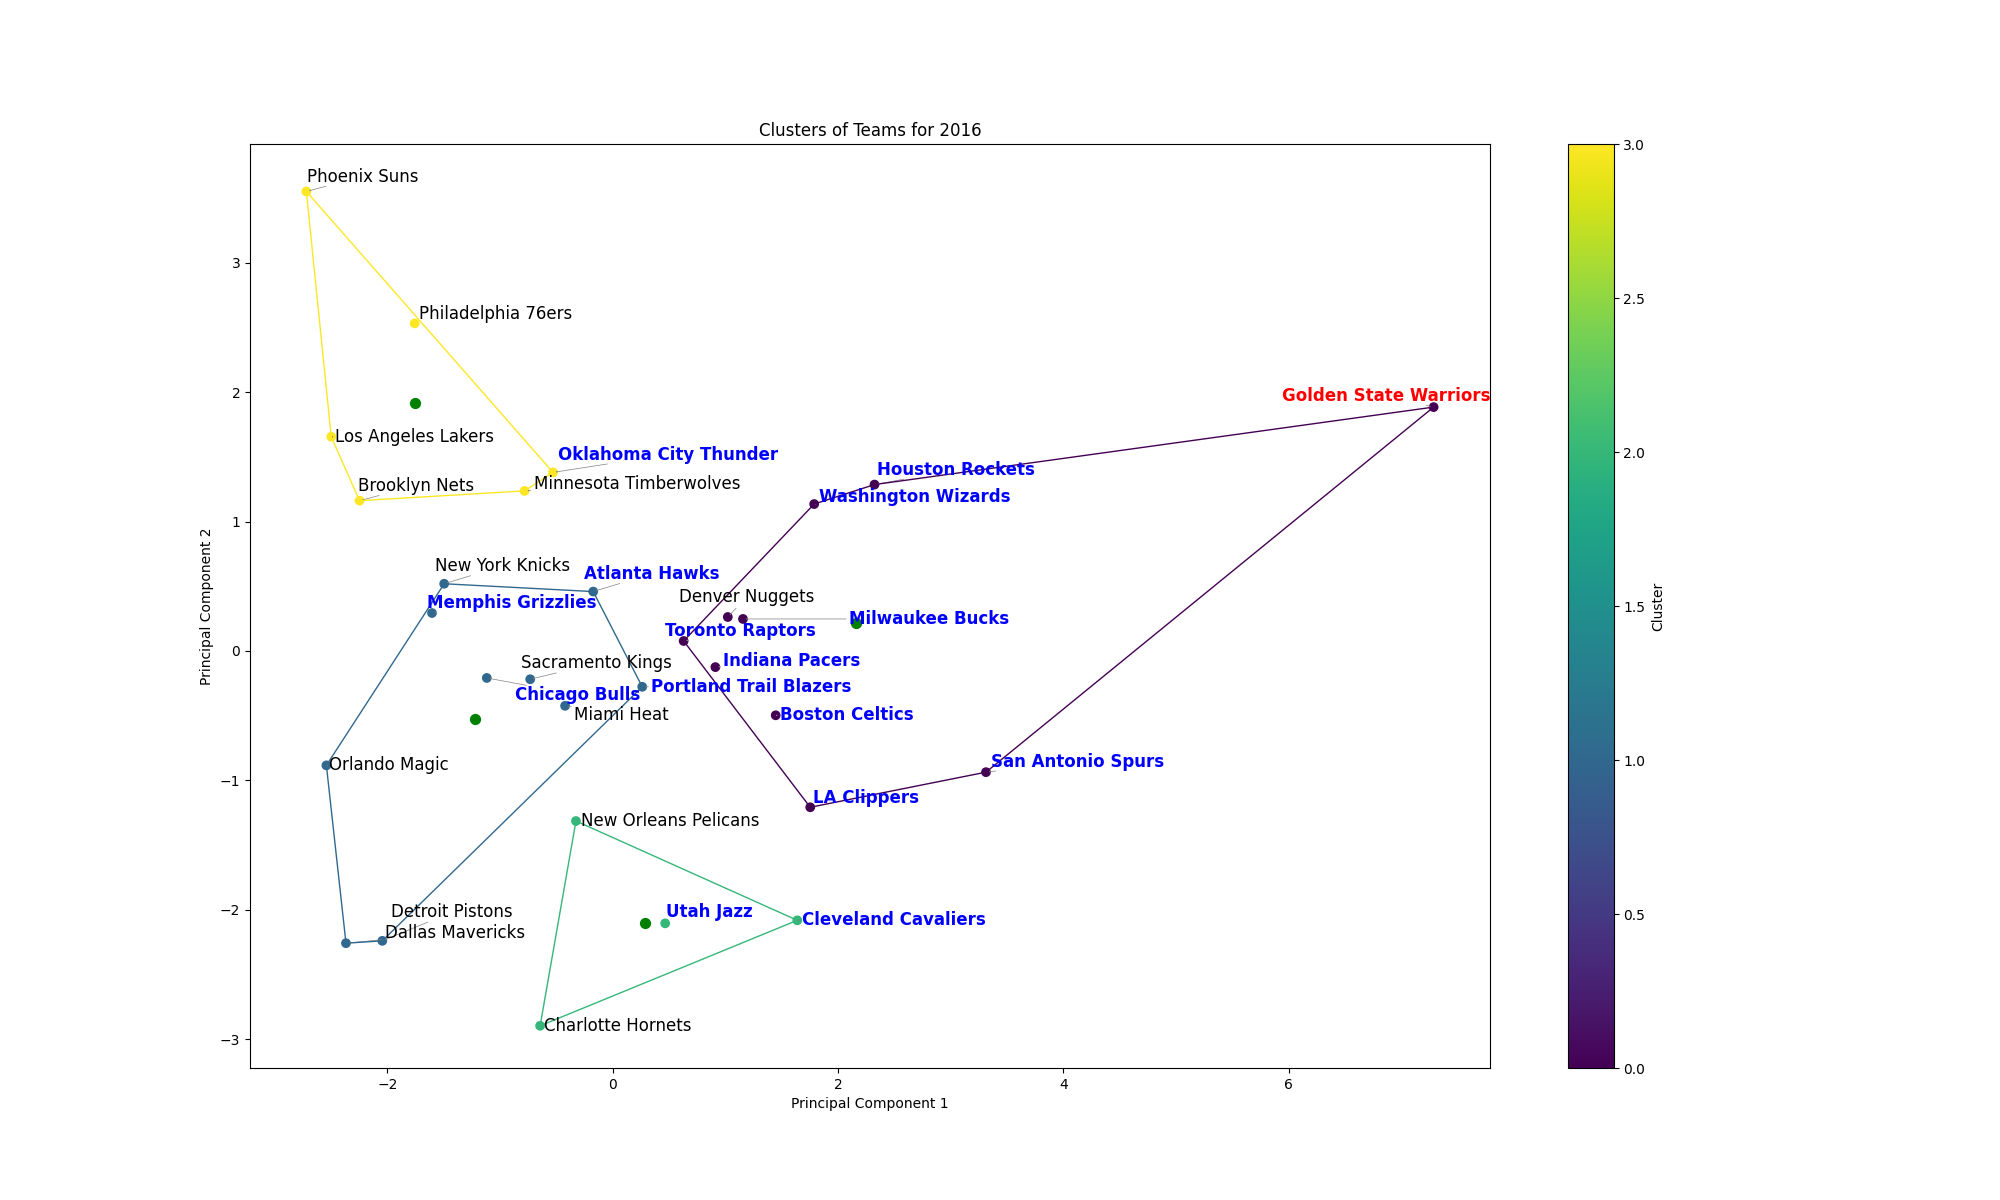 Clusters of Teams for 2016
Phoenix Suns
Philadelphia 76ers
Golden State Warriors
Los Angeles Lakers
Oklahoma City Thunder
Houston Rockets
Brooklyn Nets
Minnesota Timberwolves
Washington Wizards
New York Knicks
Atlanta Hawks
Denver Nuggets
Memphis Grizzlies
Milwaukee Bucks
Toronto Raptors
Sacramento Kings
Indiana Pacers
Chicago Bulls
Portland Trail Blazers
Miami Heat
Boston Celtics
Orlando Magic
San Antonio Spurs
LA Clippers
New Orleans Pelicans
Detroit Pistons
Utah Jazz
Cleveland Cavaliers
Dallas Mavericks
Charlotte Hornets
3
2
1
0
−1
−2
−3
Principal Component 2
−2
0
2
4
6
Principal Component 1
3.0
2.5
2.0
1.5
1.0
0.5
0.0
Cluster